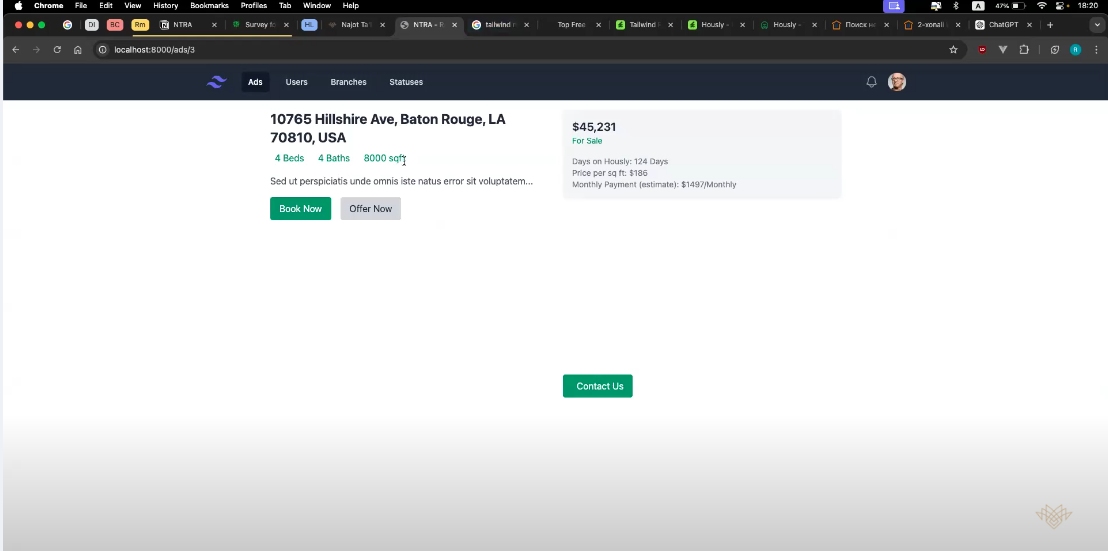 Chrome File Edit View History Bookmarks Profiles Tab Window Help A 47% 18:20
DI BC Rm NTRA Survey fo HL Najot Ta NTRA - R tailwind Top Free Tailwind Hously - Hously - Поиск 2-xonali ChatGPT
localhost:8000/ads/3 R
Ads Users Branches Statuses
10765 Hillshire Ave, Baton Rouge, LA
70810, USA
4 Beds 4 Baths 8000 sqft
Sed ut perspiciatis unde omnis iste natus error sit voluptatem...
Book Now Offer Now
$45,231
For Sale
Days on Hously: 124 Days
Price per sq ft: $186
Monthly Payment (estimate): $1497/Monthly
Contact Us